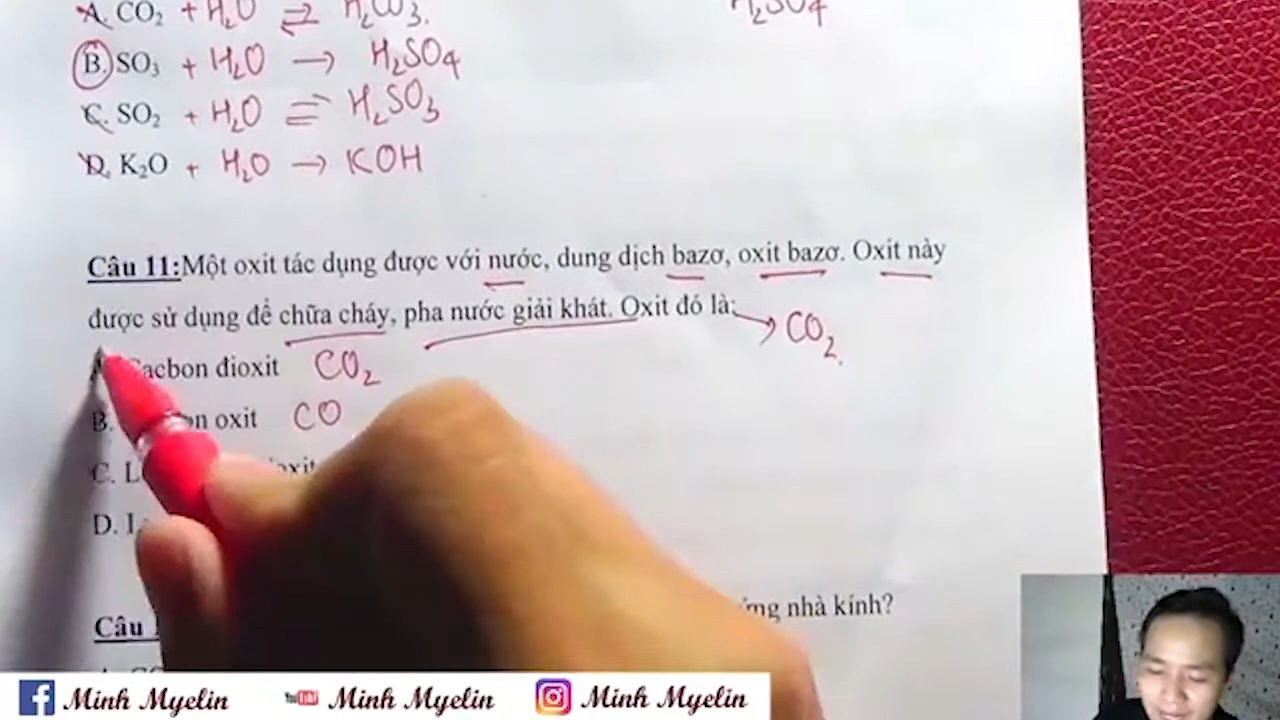 A. CO₂ + H₂O ⇌ H₂CO₃. H₂SO₄
B. SO₃ + H₂O → H₂SO₄
C. SO₂ + H₂O ⇌ H₂SO₃
D. K₂O + H₂O → KOH
Câu 11: Một oxit tác dụng được với nước, dung dịch bazơ, oxit bazơ. Oxit này
được sử dụng để chữa cháy, pha nước giải khát. Oxit đó là: → CO₂
Cacbon đioxit CO₂
B. oxit CO
C.
D.
Câu nhà kính?
Minh Myelin Minh Myelin Minh Myelin